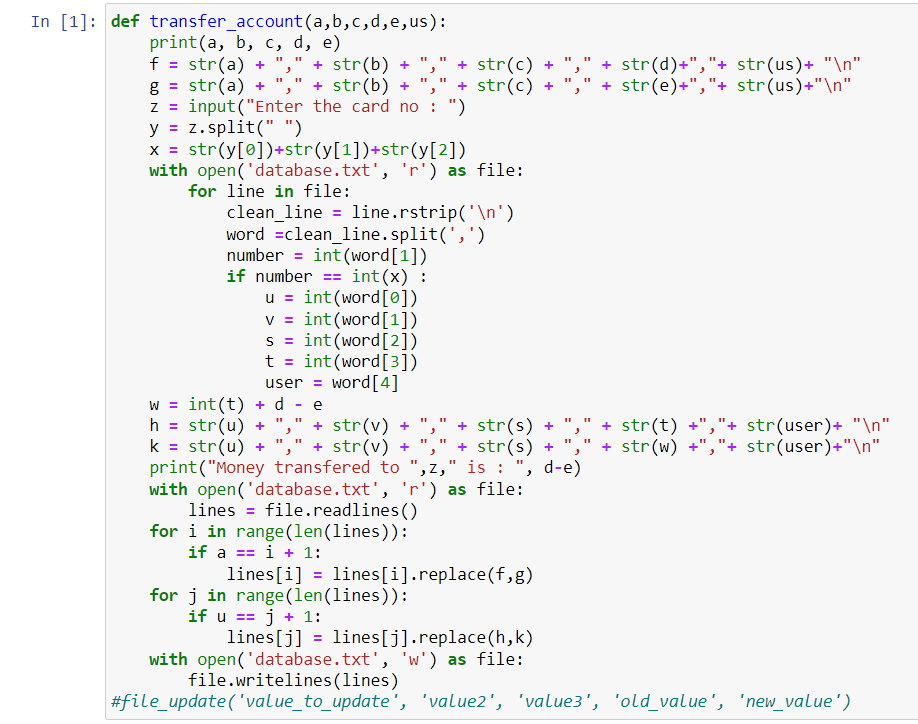 In [1]: def transfer_account(a,b,c,d,e,us):
    print(a, b, c, d, e)
    f = str(a) + "," + str(b) + "," + str(c) + "," + str(d)+","+ str(us)+ "\n"
    g = str(a) + "," + str(b) + "," + str(c) + "," + str(e)+","+ str(us)+"\n"
    z = input("Enter the card no : ")
    y = z.split(" ")
    x = str(y[0])+str(y[1])+str(y[2])
    with open('database.txt', 'r') as file:
        for line in file:
            clean_line = line.rstrip('\n')
            word =clean_line.split(',')
            number = int(word[1])
            if number == int(x) :
                u = int(word[0])
                v = int(word[1])
                s = int(word[2])
                t = int(word[3])
                user = word[4]
    w = int(t) + d - e
    h = str(u) + "," + str(v) + "," + str(s) + "," + str(t) +","+ str(user)+ "\n"
    k = str(u) + "," + str(v) + "," + str(s) + "," + str(w) +","+ str(user)+"\n"
    print("Money transfered to ",z," is : ", d-e)
    with open('database.txt', 'r') as file:
        lines = file.readlines()
    for i in range(len(lines)):
        if a == i + 1:
            lines[i] = lines[i].replace(f,g)
    for j in range(len(lines)):
        if u == j + 1:
            lines[j] = lines[j].replace(h,k)
    with open('database.txt', 'w') as file:
        file.writelines(lines)
#file_update('value_to_update', 'value2', 'value3', 'old_value', 'new_value')